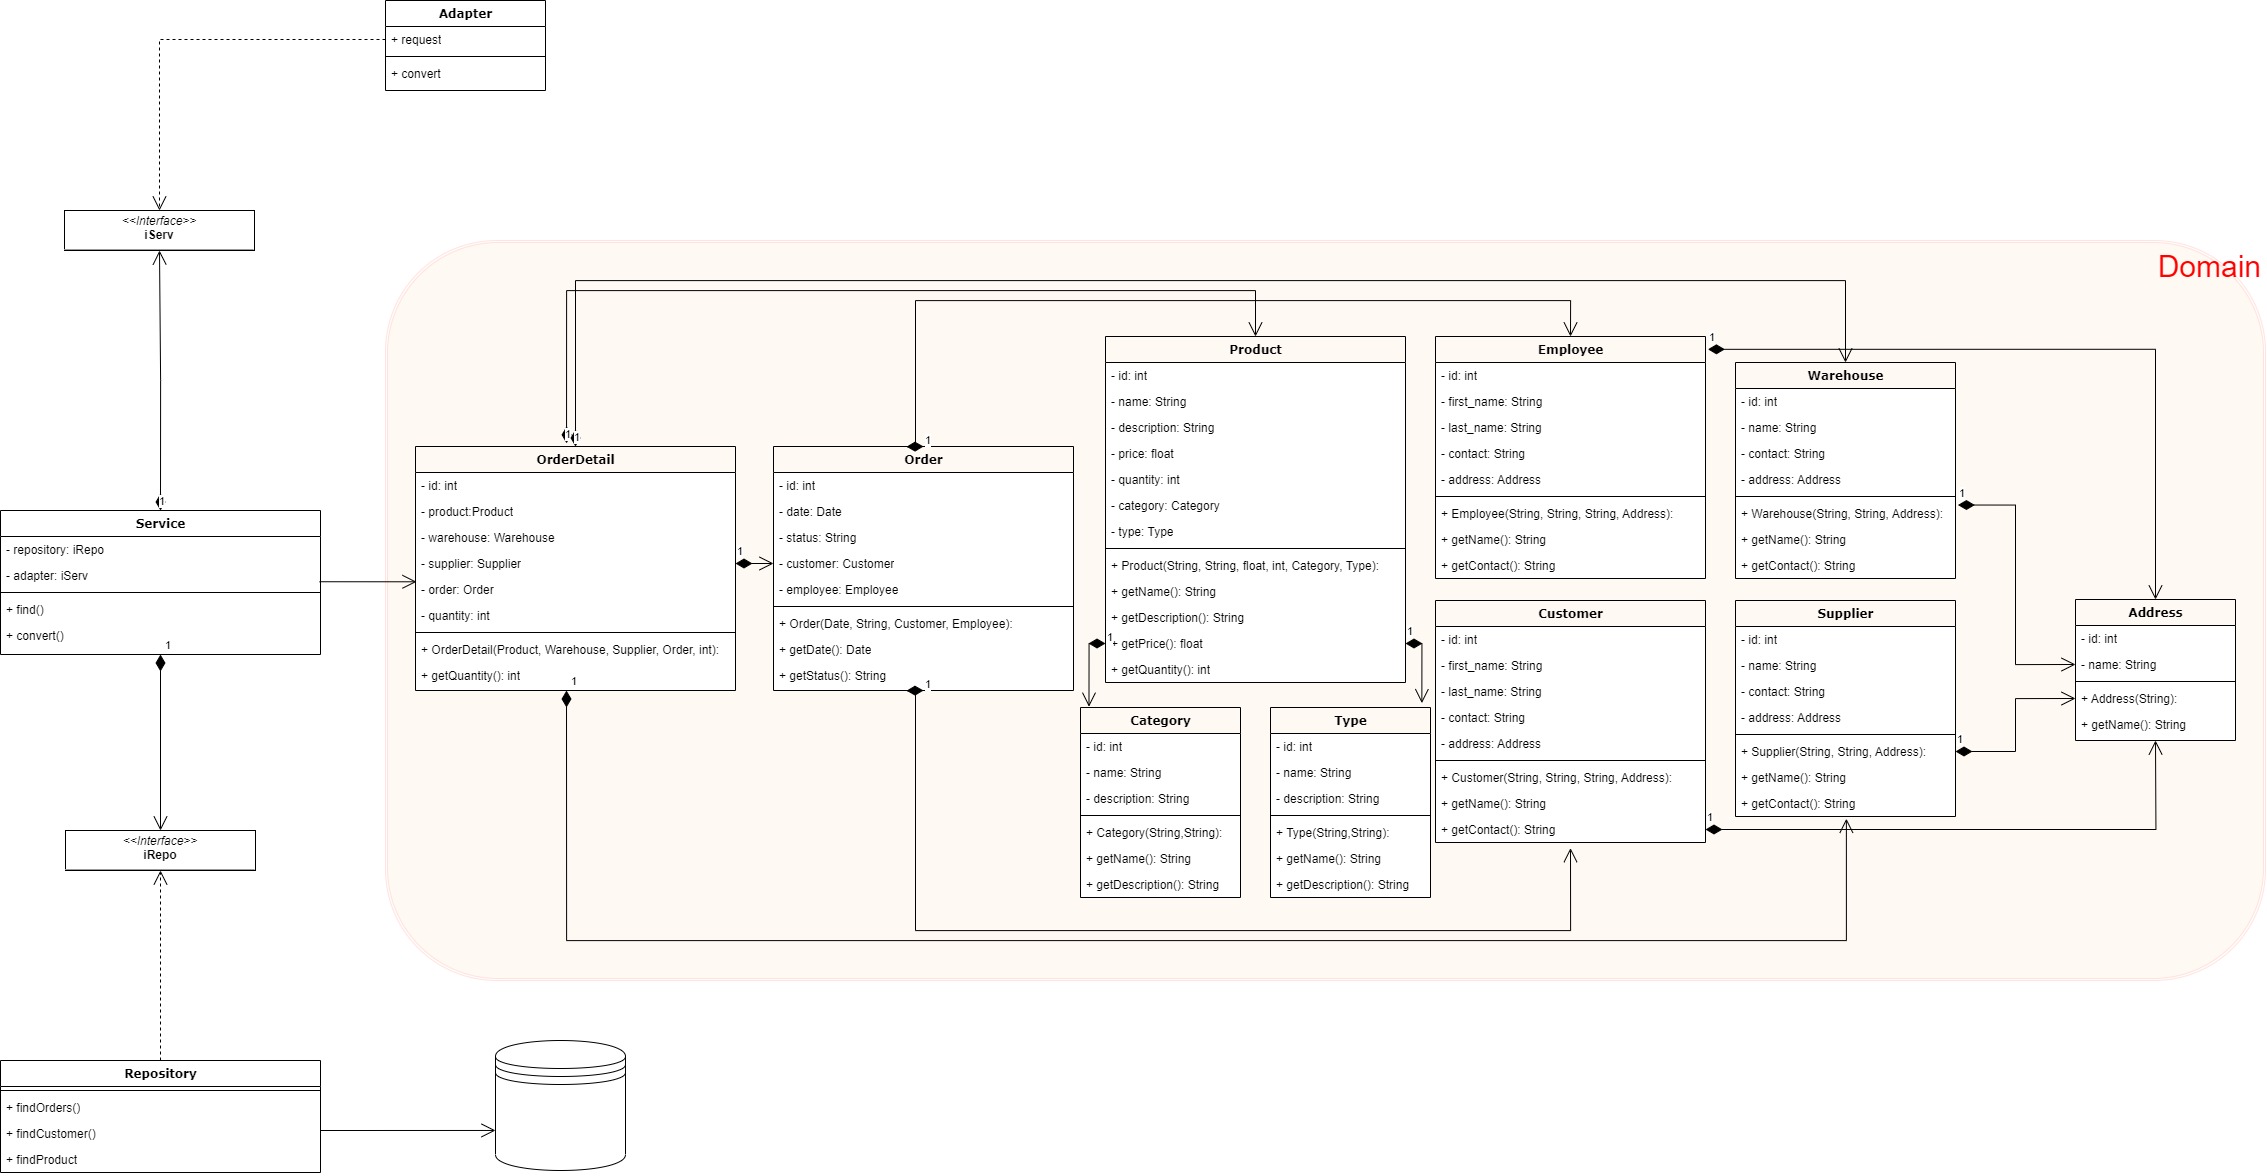 Adapter
+ request
+ convert
<<Interface>>
iServ
Domain
1
Service
- repository: iRepo
- adapter: iServ
+ find()
+ convert()
1
<<Interface>>
iRepo
Repository
+ findOrders()
+ findCustomer()
+ findProduct
1
1
OrderDetail
- id: int
- product:Product
- warehouse: Warehouse
- supplier: Supplier
- order: Order
- quantity: int
+ OrderDetail(Product, Warehouse, Supplier, Order, int):
+ getQuantity(): int
1
1
1
Order
- id: int
- date: Date
- status: String
- customer: Customer
- employee: Employee
+ Order(Date, String, Customer, Employee):
+ getDate(): Date
+ getStatus(): String
1
Product
- id: int
- name: String
- description: String
- price: float
- quantity: int
- category: Category
- type: Type
+ Product(String, String, float, int, Category, Type):
+ getName(): String
+ getDescription(): String
+ getPrice(): float
+ getQuantity(): int
1
1
Category
- id: int
- name: String
- description: String
+ Category(String,String):
+ getName(): String
+ getDescription(): String
Type
- id: int
- name: String
- description: String
+ Type(String,String):
+ getName(): String
+ getDescription(): String
Employee
- id: int
- first_name: String
- last_name: String
- contact: String
- address: Address
+ Employee(String, String, String, Address):
+ getName(): String
+ getContact(): String
1
Customer
- id: int
- first_name: String
- last_name: String
- contact: String
- address: Address
+ Customer(String, String, String, Address):
+ getName(): String
+ getContact(): String
1
Warehouse
- id: int
- name: String
- contact: String
- address: Address
+ Warehouse(String, String, Address):
+ getName(): String
+ getContact(): String
1
Supplier
- id: int
- name: String
- contact: String
- address: Address
+ Supplier(String, String, Address):
+ getName(): String
+ getContact(): String
1
Address
- id: int
- name: String
+ Address(String):
+ getName(): String